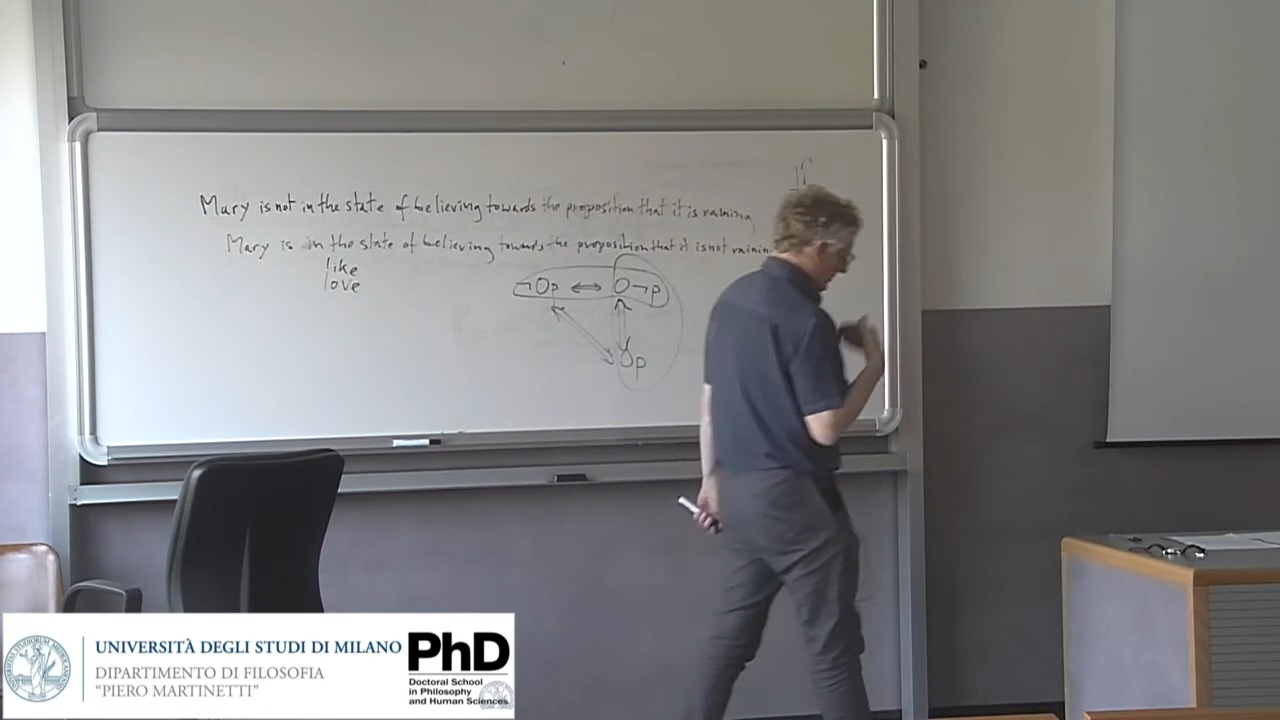 Mary is not in the state of believing towards the proposition that it is raining
Mary is in the state of believing towards the proposition that it is not raining
like
love
¬Op ⟺ O¬p
Op
UNIVERSITÀ DEGLI STUDI DI MILANO
DIPARTIMENTO DI FILOSOFIA
"PIERO MARTINETTI"
PhD
Doctoral School
in Philosophy
and Human Sciences